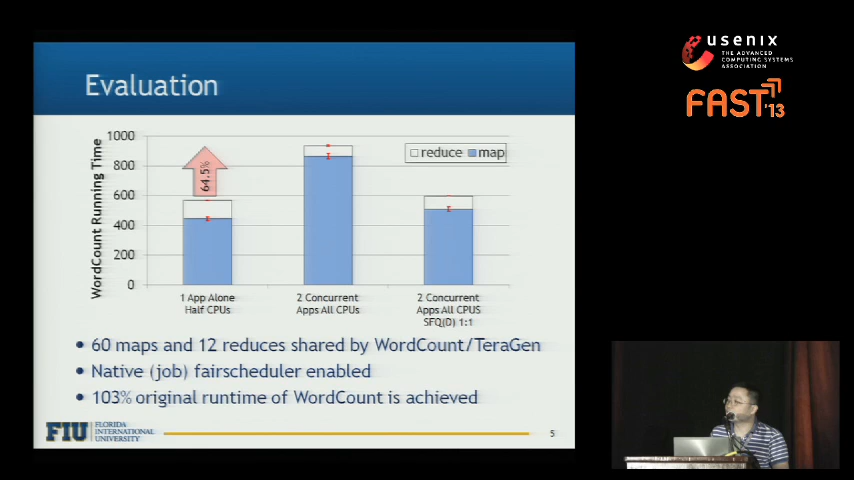 Evaluation
WordCount Running Time
1000
800
600
400
200
0
64.5%
reduce map
1 App Alone
Half CPUs
2 Concurrent
Apps All CPUs
2 Concurrent
Apps All CPUS
SFQ(D) 1:1
• 60 maps and 12 reduces shared by WordCount/TeraGen
• Native (job) fairscheduler enabled
• 103% original runtime of WordCount is achieved
FIU
FLORIDA
INTERNATIONAL
UNIVERSITY
5
usenix
THE ADVANCED
COMPUTING SYSTEMS
ASSOCIATION
FAST '13